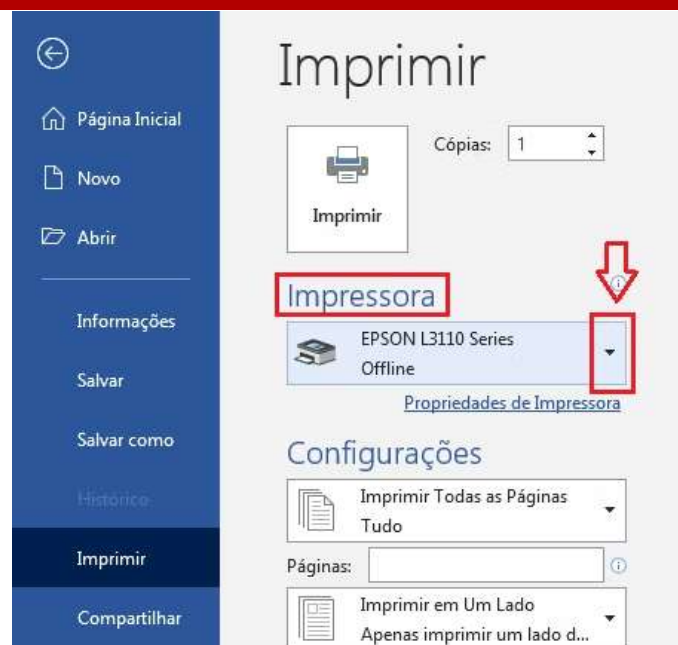 Imprimir
Página Inicial
Novo
Abrir
Informações
Salvar
Salvar como
Histórico
Imprimir
Compartilhar
Cópias: 1
Imprimir
Impressora
EPSON L3110 Series
Offline
Propriedades de Impressora
Configurações
Imprimir Todas as Páginas
Tudo
Páginas:
Imprimir em Um Lado
Apenas imprimir um lado d...